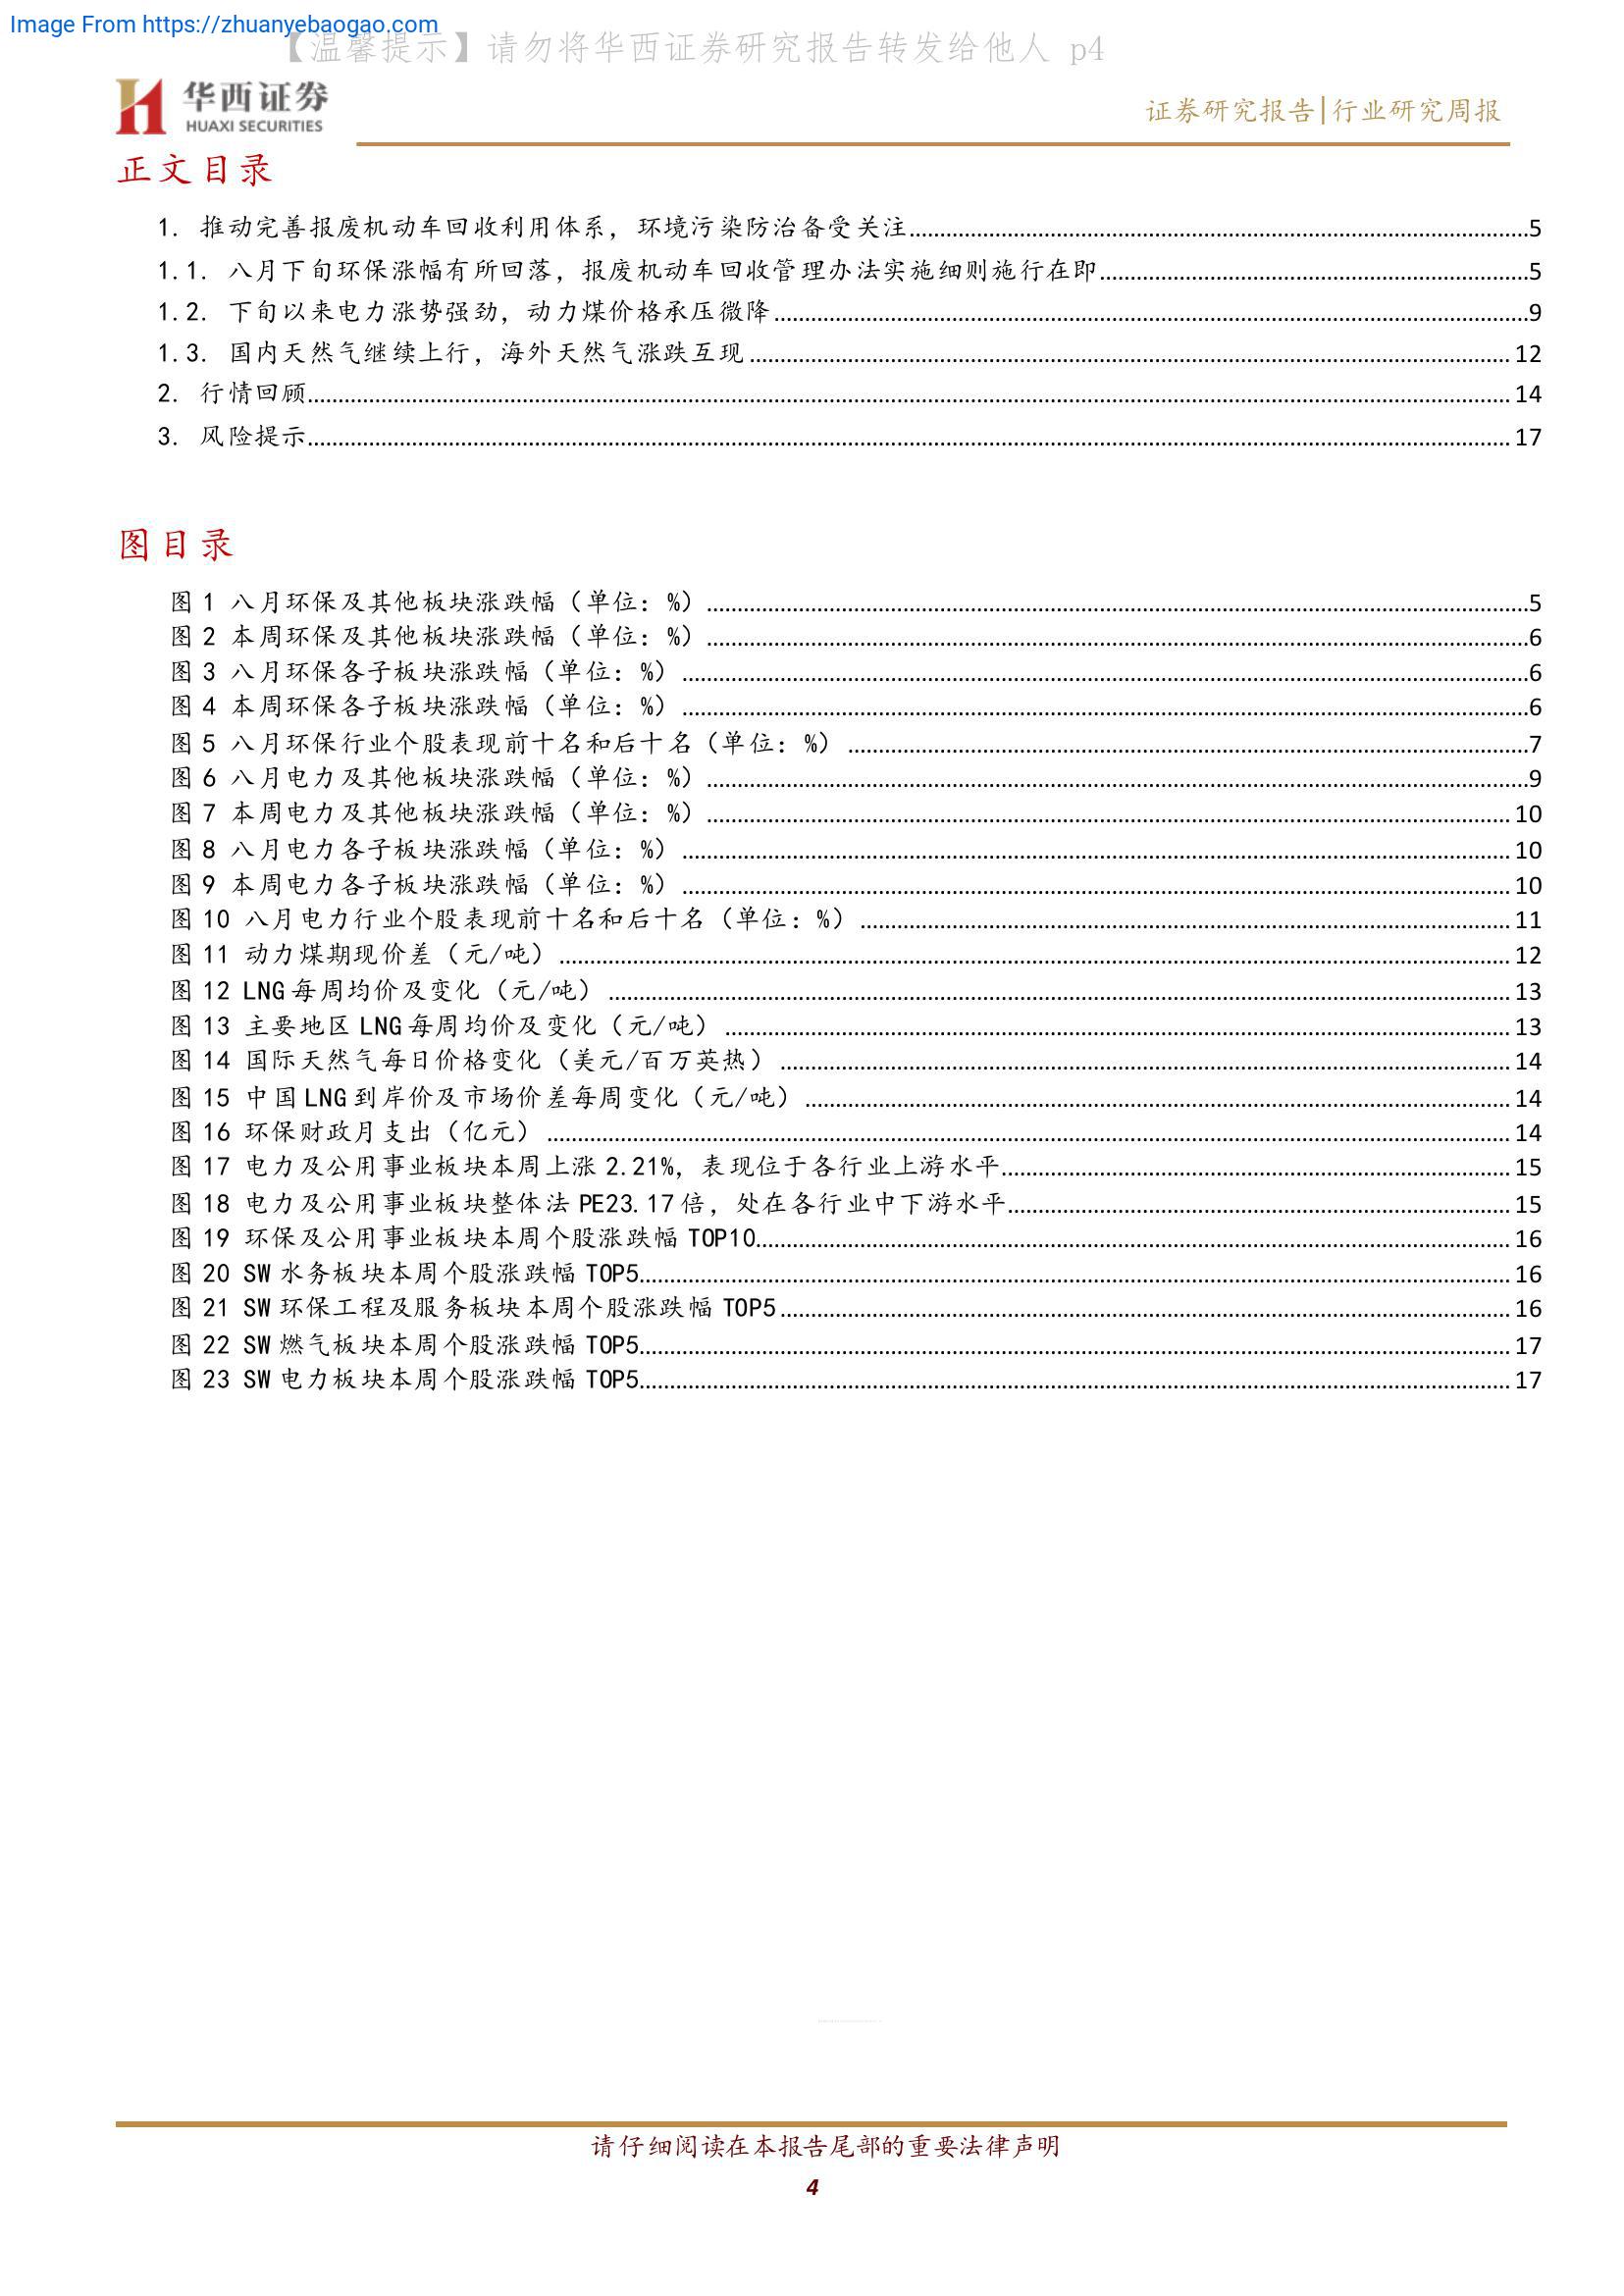 Image From https://zhuanyebaogao.com
【温馨提示】请勿将华西证券研究报告转发给他人 p4
华西证券
HUAXI SECURITIES
证券研究报告|行业研究周报
正文目录
1. 推动完善报废机动车回收利用体系，环境污染防治备受关注 5
1.1. 八月下旬环保涨幅有所回落，报废机动车回收管理办法实施细则施行在即 5
1.2. 下旬以来电力涨势强劲，动力煤价格承压微降 9
1.3. 国内天然气继续上行，海外天然气涨跌互现 12
2. 行情回顾 14
3. 风险提示 17
图目录
图 1 八月环保及其他板块涨跌幅（单位：%） 5
图 2 本周环保及其他板块涨跌幅（单位：%） 6
图 3 八月环保各子板块涨跌幅（单位：%） 6
图 4 本周环保各子板块涨跌幅（单位：%） 6
图 5 八月环保行业个股表现前十名和后十名（单位：%） 7
图 6 八月电力及其他板块涨跌幅（单位：%） 9
图 7 本周电力及其他板块涨跌幅（单位：%） 10
图 8 八月电力各子板块涨跌幅（单位：%） 10
图 9 本周电力各子板块涨跌幅（单位：%） 10
图 10 八月电力行业个股表现前十名和后十名（单位：%） 11
图 11 动力煤期现价差（元/吨） 12
图 12 LNG 每周均价及变化（元/吨） 13
图 13 主要地区 LNG 每周均价及变化（元/吨） 13
图 14 国际天然气每日价格变化（美元/百万英热） 14
图 15 中国 LNG 到岸价及市场价差每周变化（元/吨） 14
图 16 环保财政月支出（亿元） 14
图 17 电力及公用事业板块本周上涨 2.21%，表现位于各行业上游水平 15
图 18 电力及公用事业板块整体法 PE23.17 倍，处在各行业中下游水平 15
图 19 环保及公用事业板块本周个股涨跌幅 TOP10 16
图 20 SW 水务板块本周个股涨跌幅 TOP5 16
图 21 SW 环保工程及服务板块本周个股涨跌幅 TOP5 16
图 22 SW 燃气板块本周个股涨跌幅 TOP5 17
图 23 SW 电力板块本周个股涨跌幅 TOP5 17
请仔细阅读在本报告尾部的重要法律声明
4